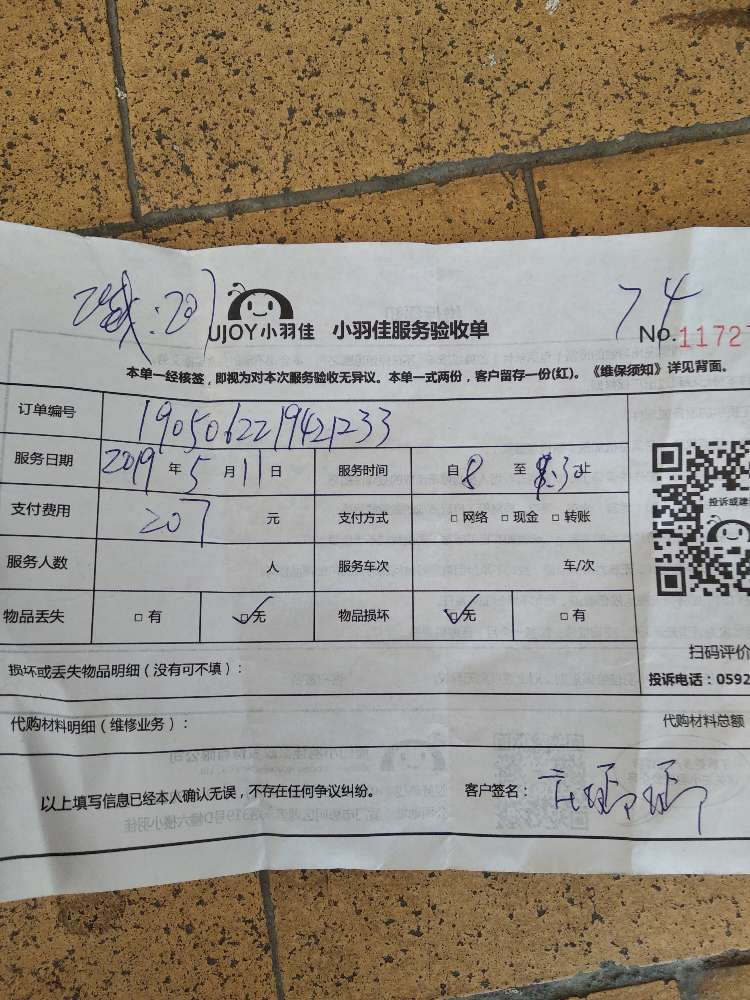 207
74
UJOY小羽佳 小羽佳服务验收单 No.1172
本单一经核签，即视为对本次服务验收无异议。本单一式两份，客户留存一份(红)。《维保须知》详见背面。
订单编号 1905062219421233
服务日期 2019 年 5 月 11 日 服务时间 自 8 至 8:30止
支付费用 207 元 支付方式 □ 网络 □ 现金 □ 转账
投诉或建
服务人数 人 服务车次 车/次
物品丢失 □ 有 ☑无 物品损坏 ☑无 □ 有
扫码评价
损坏或丢失物品明细（没有可不填）：
投诉电话：0592
代购材料明细（维修业务）： 代购材料总额
以上填写信息已经本人确认无误，不存在任何争议纠纷。 客户签名：